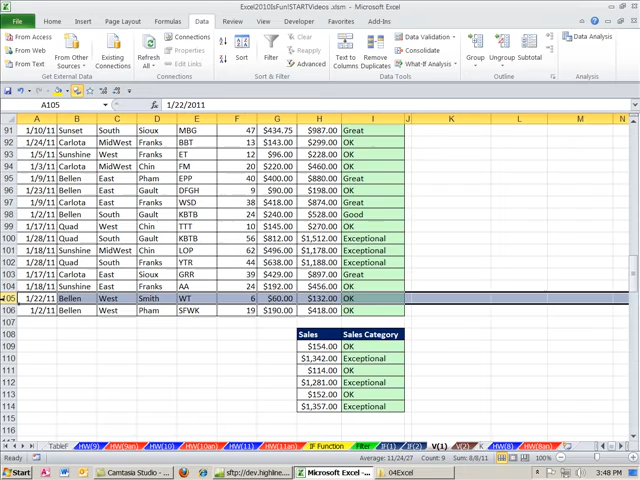 Excel2010IsFun!STARTVideos.xlsm - Microsoft Excel
File Home Insert Page Layout Formulas Data Review View Developer Favorites Add-Ins
From Access
From Web
From Text
From Other Sources
Existing Connections
Get External Data
Refresh All
Connections
Properties
Edit Links
Connections
Sort
Filter
Clear
Reapply
Advanced
Sort & Filter
Text to Columns
Remove Duplicates
Data Validation
Consolidate
What-If Analysis
Data Tools
Group
Ungroup
Subtotal
Outline
Data Analysis
Analysis
A105 1/22/2011
A B C D E F G H I J K L M N
91 1/10/11 Sunset South Sioux MBG 47 $434.75 $987.00 Great
92 1/24/11 Carlota MidWest Franks BBT 13 $143.00 $299.00 OK
93 1/5/11 Sunshine West Franks ET 12 $96.00 $228.00 OK
94 1/3/11 Carlota MidWest Chin FM 20 $220.00 $460.00 OK
95 1/9/11 Bellen East Pham EPP 40 $400.00 $880.00 Great
96 1/23/11 Bellen East Gault DFGH 9 $90.00 $198.00 OK
97 1/9/11 Carlota East Franks WSD 38 $418.00 $874.00 Great
98 1/2/11 Bellen South Gault KBTB 24 $240.00 $528.00 Good
99 1/17/11 Quad West Chin TTT 10 $145.00 $270.00 OK
100 1/28/11 Quad South Gault KBTB 56 $812.00 $1,512.00 Exceptional
101 1/18/11 Sunshine MidWest Chin LOP 62 $496.00 $1,178.00 Exceptional
102 1/28/11 Quad South Franks YTR 44 $638.00 $1,188.00 Exceptional
103 1/17/11 Carlota East Sioux GRR 39 $429.00 $897.00 Great
104 1/18/11 Sunshine East Franks AA 24 $192.00 $456.00 OK
105 1/22/11 Bellen West Smith WT 6 $60.00 $132.00 OK
106 1/2/11 Bellen West Pham SFWK 19 $190.00 $418.00 OK
107
108 Sales Sales Category
109 $154.00 OK
110 $1,342.00 Exceptional
111 $114.00 OK
112 $1,281.00 Exceptional
113 $152.00 OK
114 $1,357.00 Exceptional
115
116
TableF HW(9) HW(9an) HW(10) HW(10an) HW(11) HW(11an) IF Function Filter IF(1) IF(2) V(1) V(2) K HW(8) HW(8an)
Ready Average: 11/24/27 Count: 9 Sum: 8/8/11 100%
Start Camtasia Studio - sftp://dev.highline. Microsoft Excel - 04Excel 3:48 PM